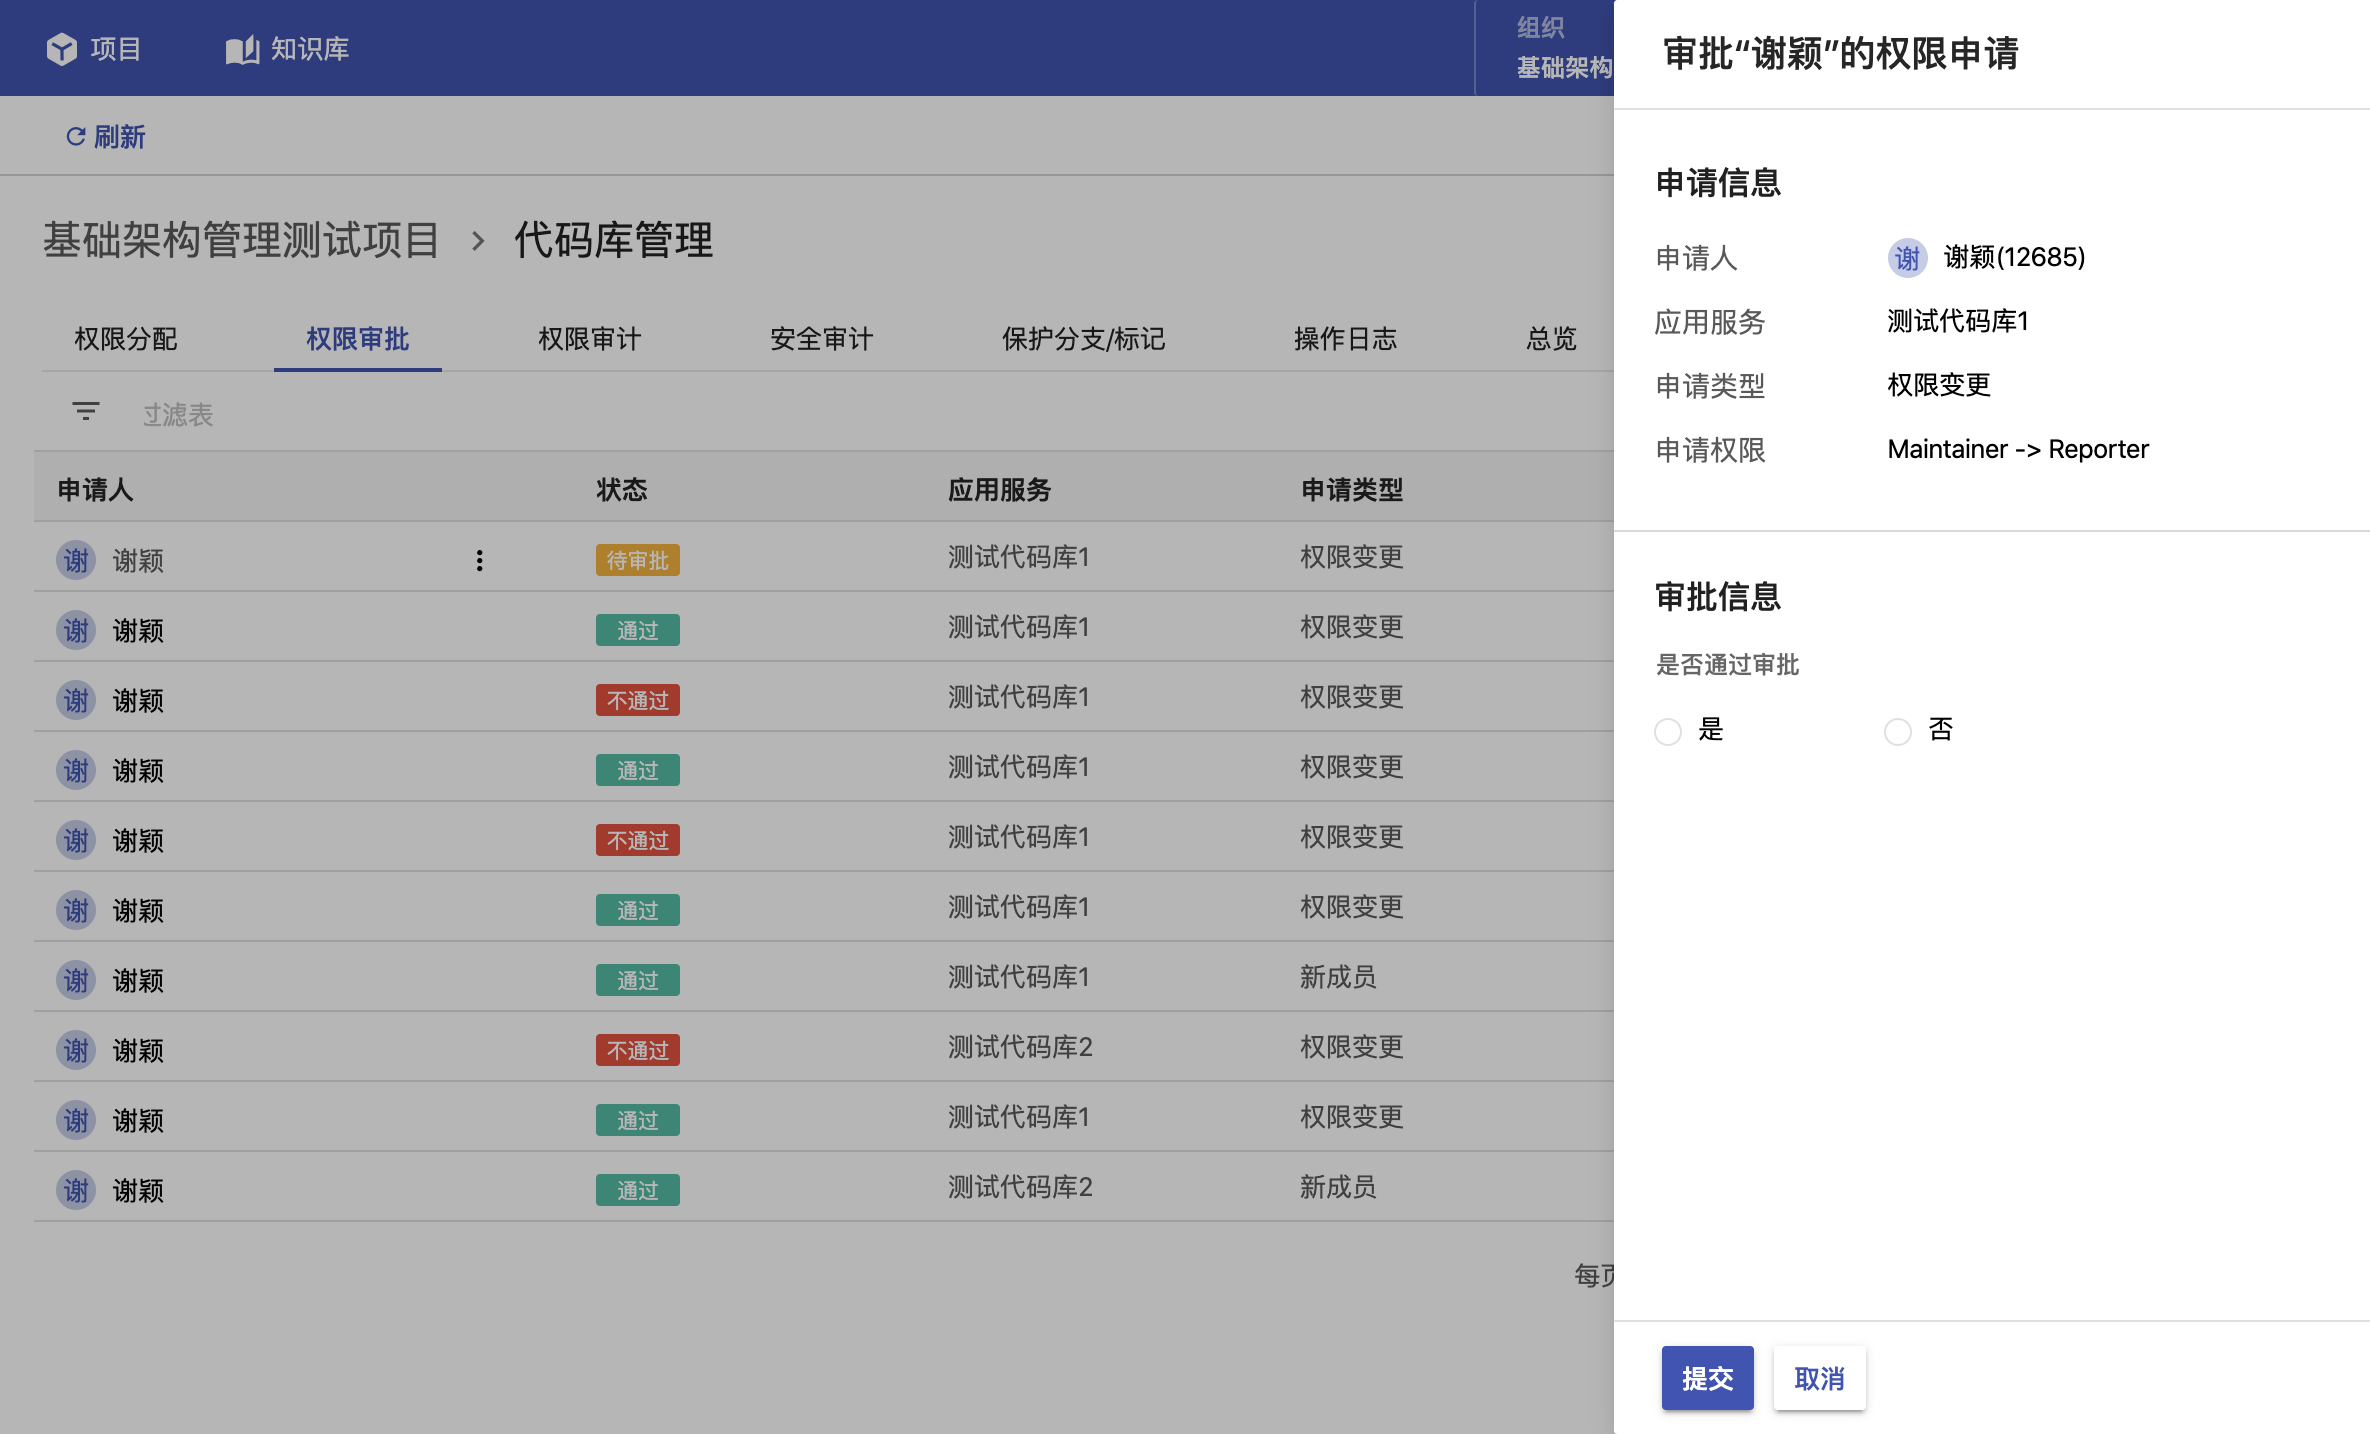 项目
知识库
组织
基础架构
刷新
基础架构管理测试项目 › 代码库管理
权限分配 权限审批 权限审计 安全审计 保护分支/标记 操作日志 总览
过滤表
申请人 状态 应用服务 申请类型
谢 谢颖 待审批 测试代码库1 权限变更
谢 谢颖 通过 测试代码库1 权限变更
谢 谢颖 不通过 测试代码库1 权限变更
谢 谢颖 通过 测试代码库1 权限变更
谢 谢颖 不通过 测试代码库1 权限变更
谢 谢颖 通过 测试代码库1 权限变更
谢 谢颖 通过 测试代码库1 新成员
谢 谢颖 不通过 测试代码库2 权限变更
谢 谢颖 通过 测试代码库1 权限变更
谢 谢颖 通过 测试代码库2 新成员
每页
审批“谢颖”的权限申请
申请信息
申请人 谢 谢颖(12685)
应用服务 测试代码库1
申请类型 权限变更
申请权限 Maintainer -> Reporter
审批信息
是否通过审批
是 否
提交 取消